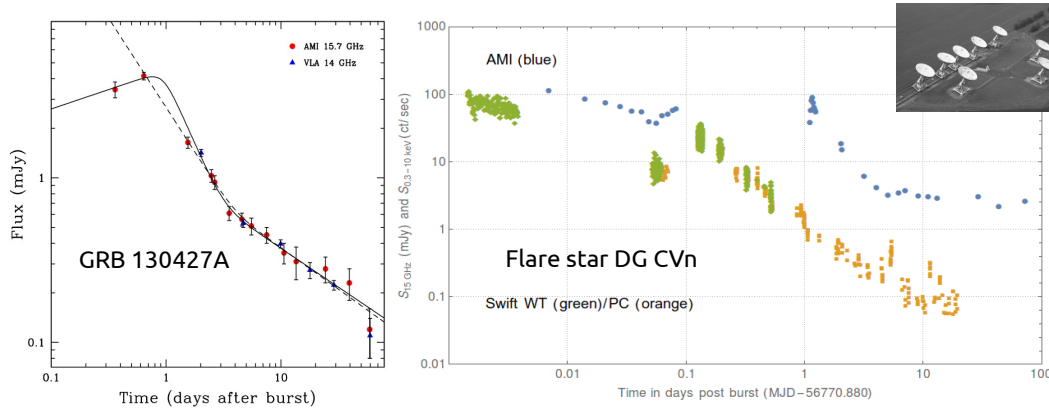 AMI 15.7 GHz
VLA 14 GHz
GRB 130427A
Flux (mJy)
1
0.1
0.1
1
10
Time (days after burst)
AMI (blue)
Flare star DG CVn
Swift WT (green)/PC (orange)
S15 GHz (mJy) and S0.3–10 keV (ct/sec)
1000
100
10
1
0.1
0.01
0.01
0.1
1
10
100
Time in days post burst (MJD–56770.880)